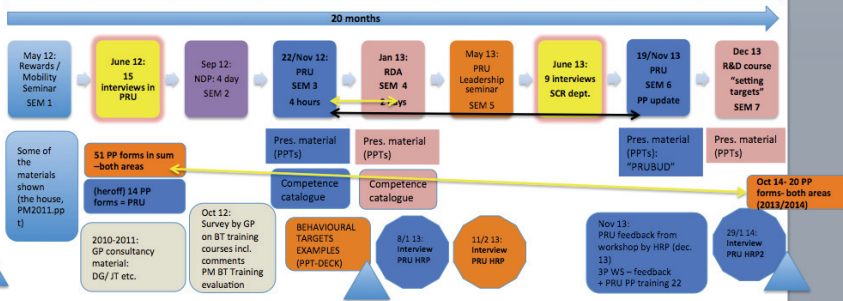 20 months
May 12:
Rewards /
Mobility
Seminar
SEM 1
June 12:
15
interviews in
PRU
Sep 12:
NDP: 4 day
SEM 2
22/Nov 12:
PRU
SEM 3
4 hours
Jan 13:
RDA
SEM 4
2 days
May 13:
PRU
Leadership
seminar
SEM 5
June 13:
9 interviews
SCR dept.
19/Nov 13
PRU
SEM 6
PP update
Dec 13
R&D course
"setting
targets"
SEM 7
Some of
the
materials
shown
(the house,
PM2011.pp
t)
51 PP forms in sum
–both areas
(heroff) 14 PP
forms = PRU
2010-2011:
GP consultancy
material:
DG/ JT etc.
Oct 12:
Survey by GP
on BT training
courses incl.
comments
PM BT Training
evaluation
Pres. material
(PPTs)
Competence
catalogue
Pres. material
(PPTs)
Competence
catalogue
BEHAVIOURAL
TARGETS
EXAMPLES
(PPT-DECK)
8/1 13:
Interview
PRU HRP
11/2 13:
Interview
PRU HRP
Pres. material
(PPTs):
"PRUBUD"
Pres. material
(PPTs)
Oct 14- 20 PP
forms- both areas
(2013/2014)
Nov 13:
PRU feedback from
workshop by HRP (dec.
13)
3P WS – feedback
+ PRU PP training 22
29/1 14:
Interview
PRU HRP2